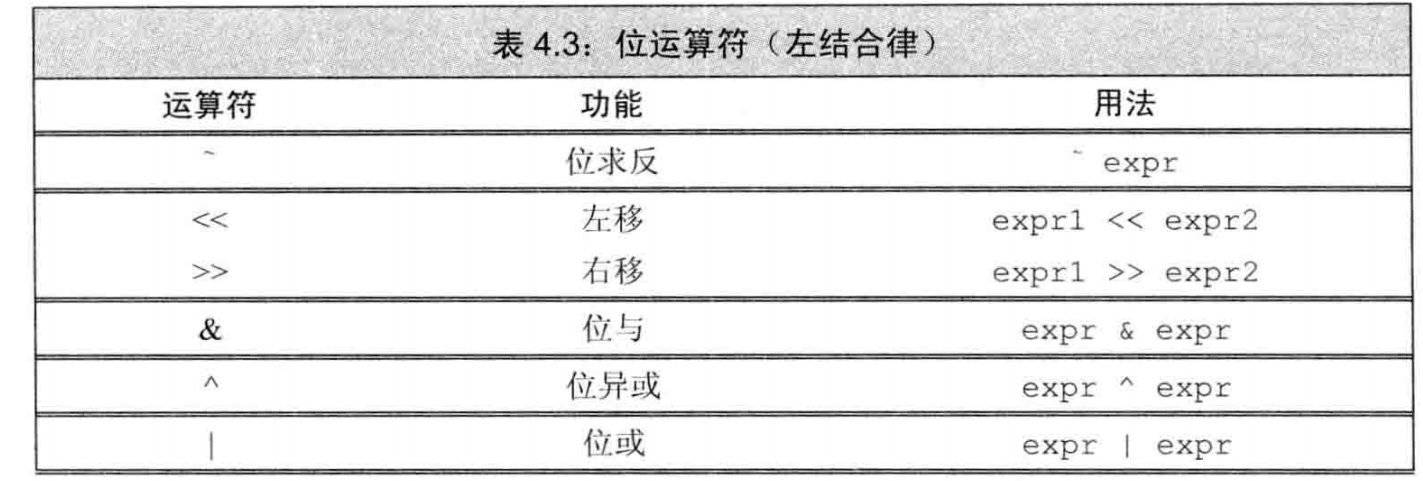 表 4.3：位运算符（左结合律）
运算符 功能 用法
~ 位求反 ~ expr
<< 左移 expr1 << expr2
>> 右移 expr1 >> expr2
& 位与 expr & expr
^ 位异或 expr ^ expr
| 位或 expr | expr